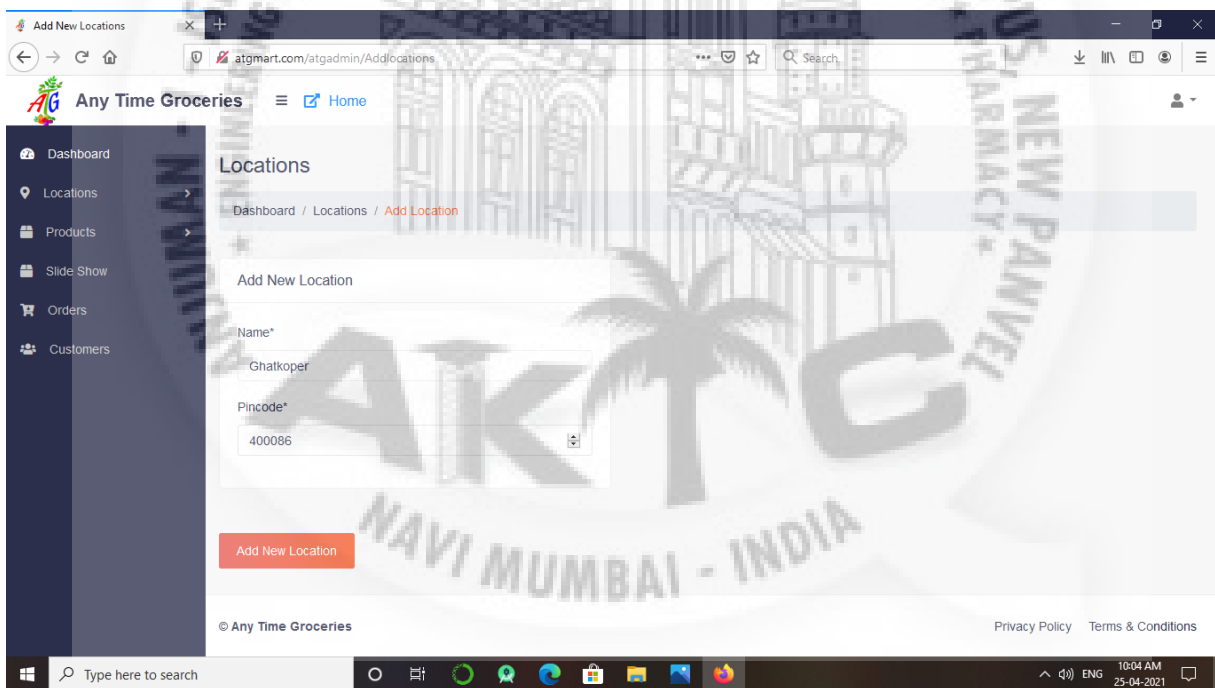 Add New Locations
atgmart.com/atgadmin/Addlocations
Search
ATG Any Time Groceries Home
Dashboard
Locations
Products
Slide Show
Orders
Customers
Locations
Dashboard / Locations / Add Location
Add New Location
Name*
Ghatkoper
Pincode*
400086
Add New Location
© Any Time Groceries
Privacy Policy Terms & Conditions
Type here to search
ENG
10:04 AM
25-04-2021
AKTC
NAVI MUMBAI - INDIA
PHARMACY
NEW PANVEL